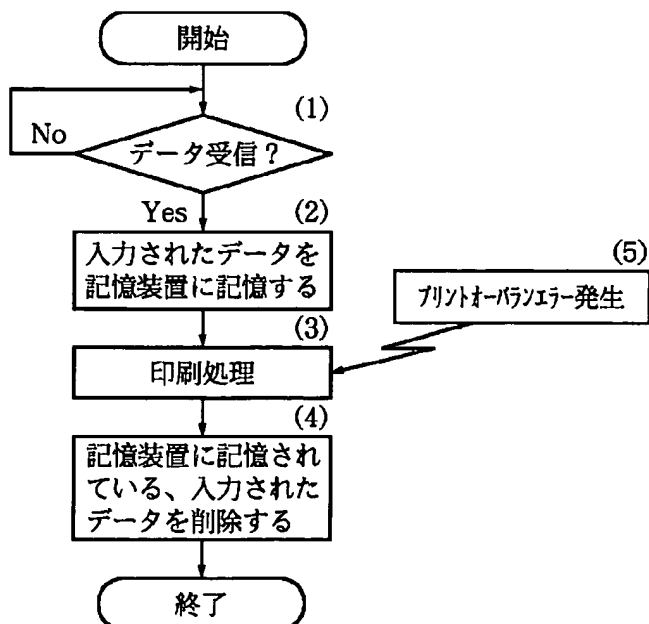 開始
(1)
No
データ受信？
Yes
(2)
入力されたデータを
記憶装置に記憶する
(5)
プリントオーバランエラー発生
(3)
印刷処理
(4)
記憶装置に記憶され
ている、入力された
データを削除する
終了